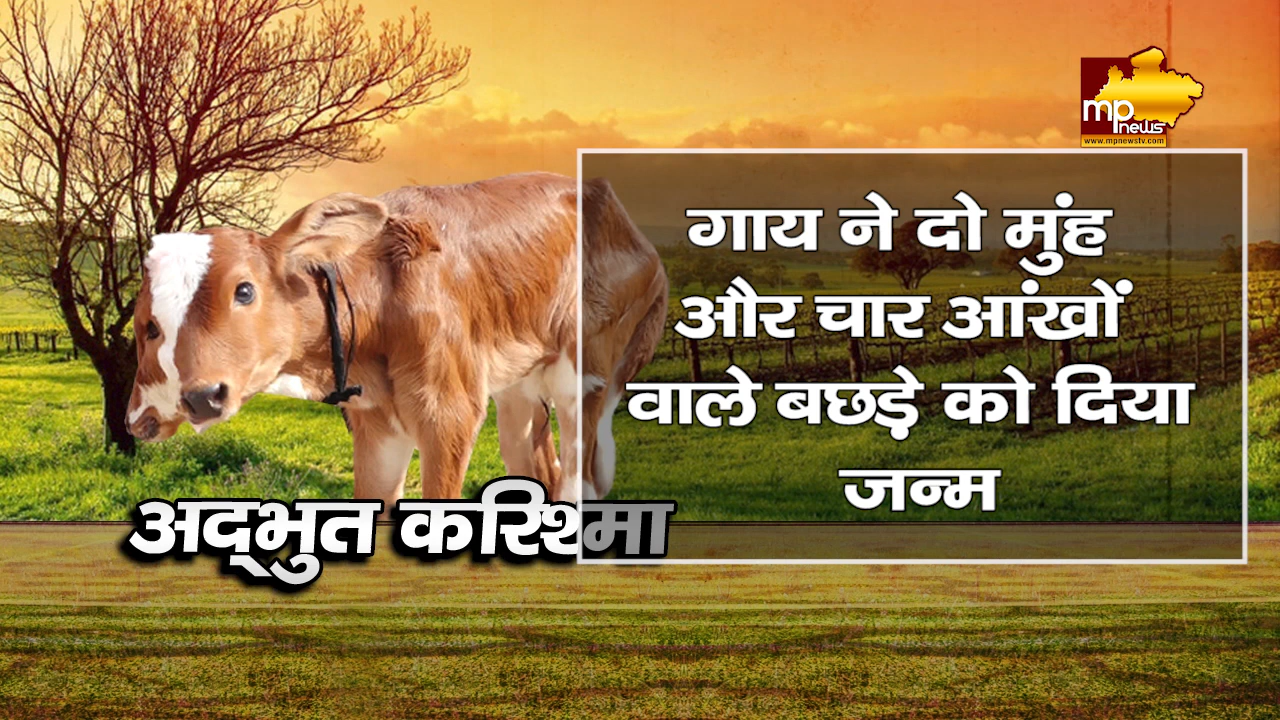 mp
news
www.mpnewstv.com
गाय ने दो मुंह
और चार आंखों
वाले बछड़े को दिया
जन्म
अद्‌भुत करिश्मा